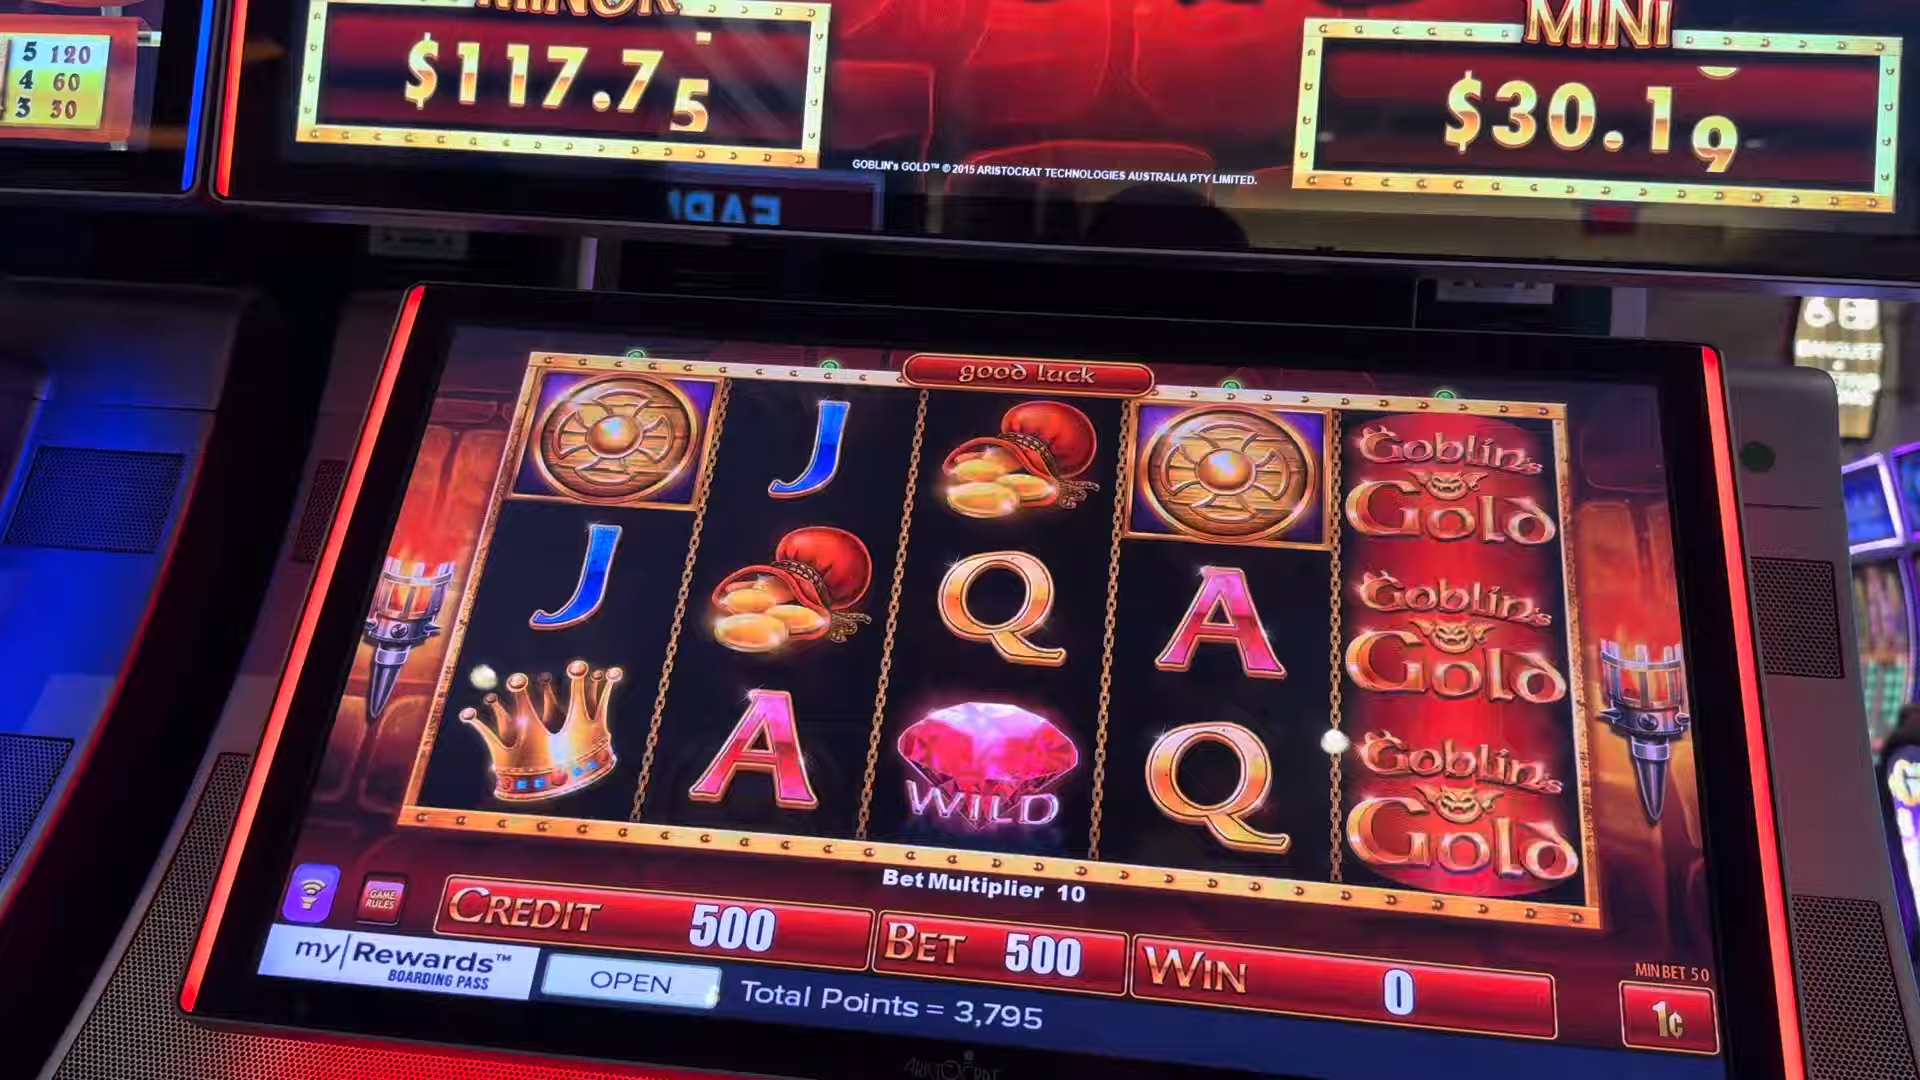 MINOR
$117.75
MINI
$30.19
5 120
4 60
3 30
GOBLIN's GOLD™ © 2015 ARISTOCRAT TECHNOLOGIES AUSTRALIA PTY LIMITED.
good luck
J
Goblin's
Gold
J
Q
A
Goblin's
Gold
A
WILD
Q
Goblin's
Gold
Bet Multiplier 10
GAME
RULES
CREDIT 500
BET 500
WIN 0
MIN BET 50
1¢
my|Rewards™
BOARDING PASS
OPEN
Total Points = 3,795
ARISTOCRAT